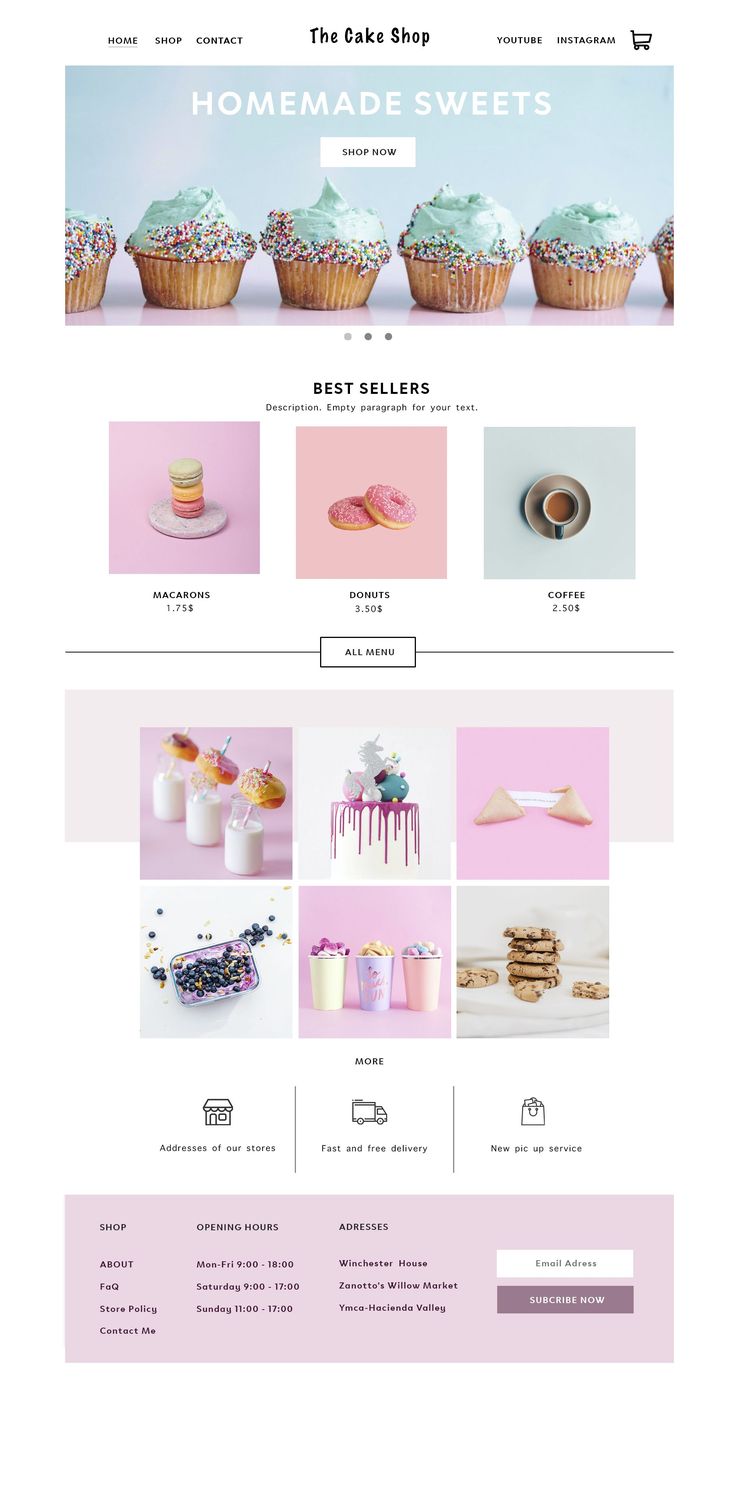 HOME SHOP CONTACT The Cake Shop YOUTUBE INSTAGRAM
HOMEMADE SWEETS
SHOP NOW
BEST SELLERS
Description. Empty paragraph for your text.
MACARONS DONUTS COFFEE
1.75$ 3.50$ 2.50$
ALL MENU
MORE
Addresses of our stores Fast and free delivery New pic up service
SHOP
ABOUT
FaQ
Store Policy
Contact Me
OPENING HOURS
Mon-Fri 9:00 - 18:00
Saturday 9:00 - 17:00
Sunday 11:00 - 17:00
ADRESSES
Winchester House
Zanotto's Willow Market
Ymca-Hacienda Valley
Email Adress
SUBCRIBE NOW